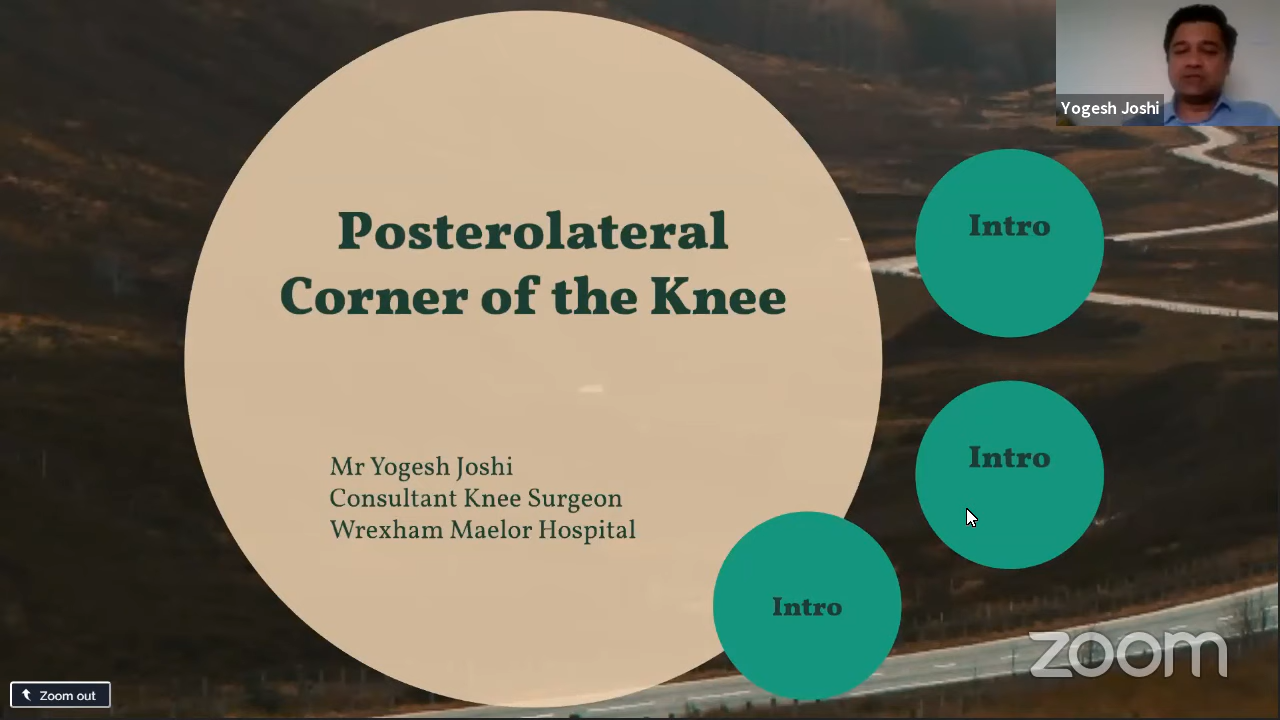 Yogesh Joshi
Posterolateral
Corner of the Knee
Mr Yogesh Joshi
Consultant Knee Surgeon
Wrexham Maelor Hospital
Intro
Intro
Intro
zoom
Zoom out